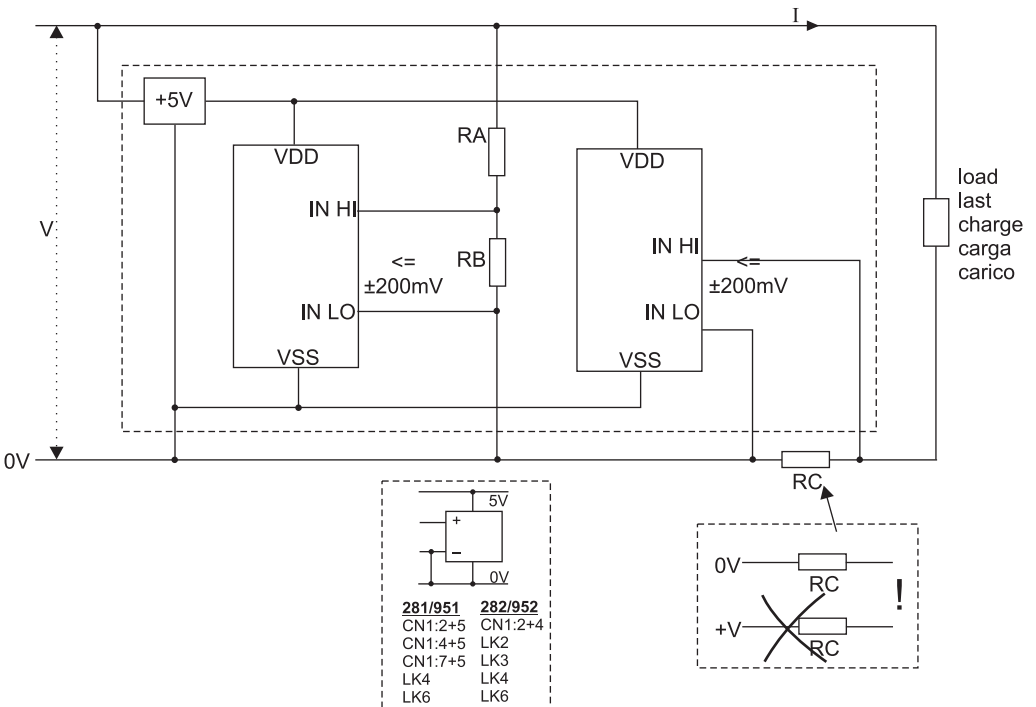 I
+5V
VDD
IN HI
<=
±200mV
IN LO
VSS
RA
RB
VDD
IN HI
<=
±200mV
IN LO
VSS
V
0V
load
last
charge
carga
carico
RC
5V
+
–
0V
281/951 282/952
CN1:2+5 CN1:2+4
CN1:4+5 LK2
CN1:7+5 LK3
LK4 LK4
LK6 LK6
0V
RC
!
+V
RC